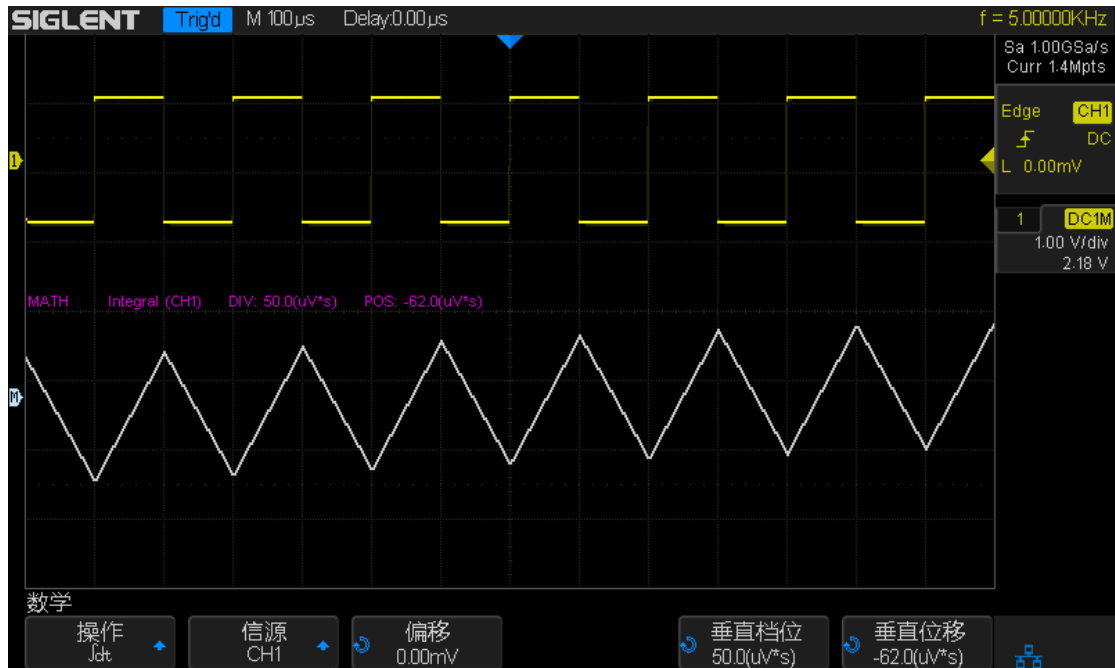 SIGLENT Trig'd M 100µs Delay:0.00µs f = 5.00000KHz
Sa 1.00GSa/s
Curr 1.4Mpts
Edge CH1
DC
L 0.00mV
1
1 DC1M
1.00 V/div
2.18 V
MATH Integral (CH1) DIV: 50.0(uV*s) POS: -62.0(uV*s)
M
数学
操作 信源 偏移 垂直档位 垂直位移
∫dt CH1 0.00mV 50.0(uV*s) -62.0(uV*s)